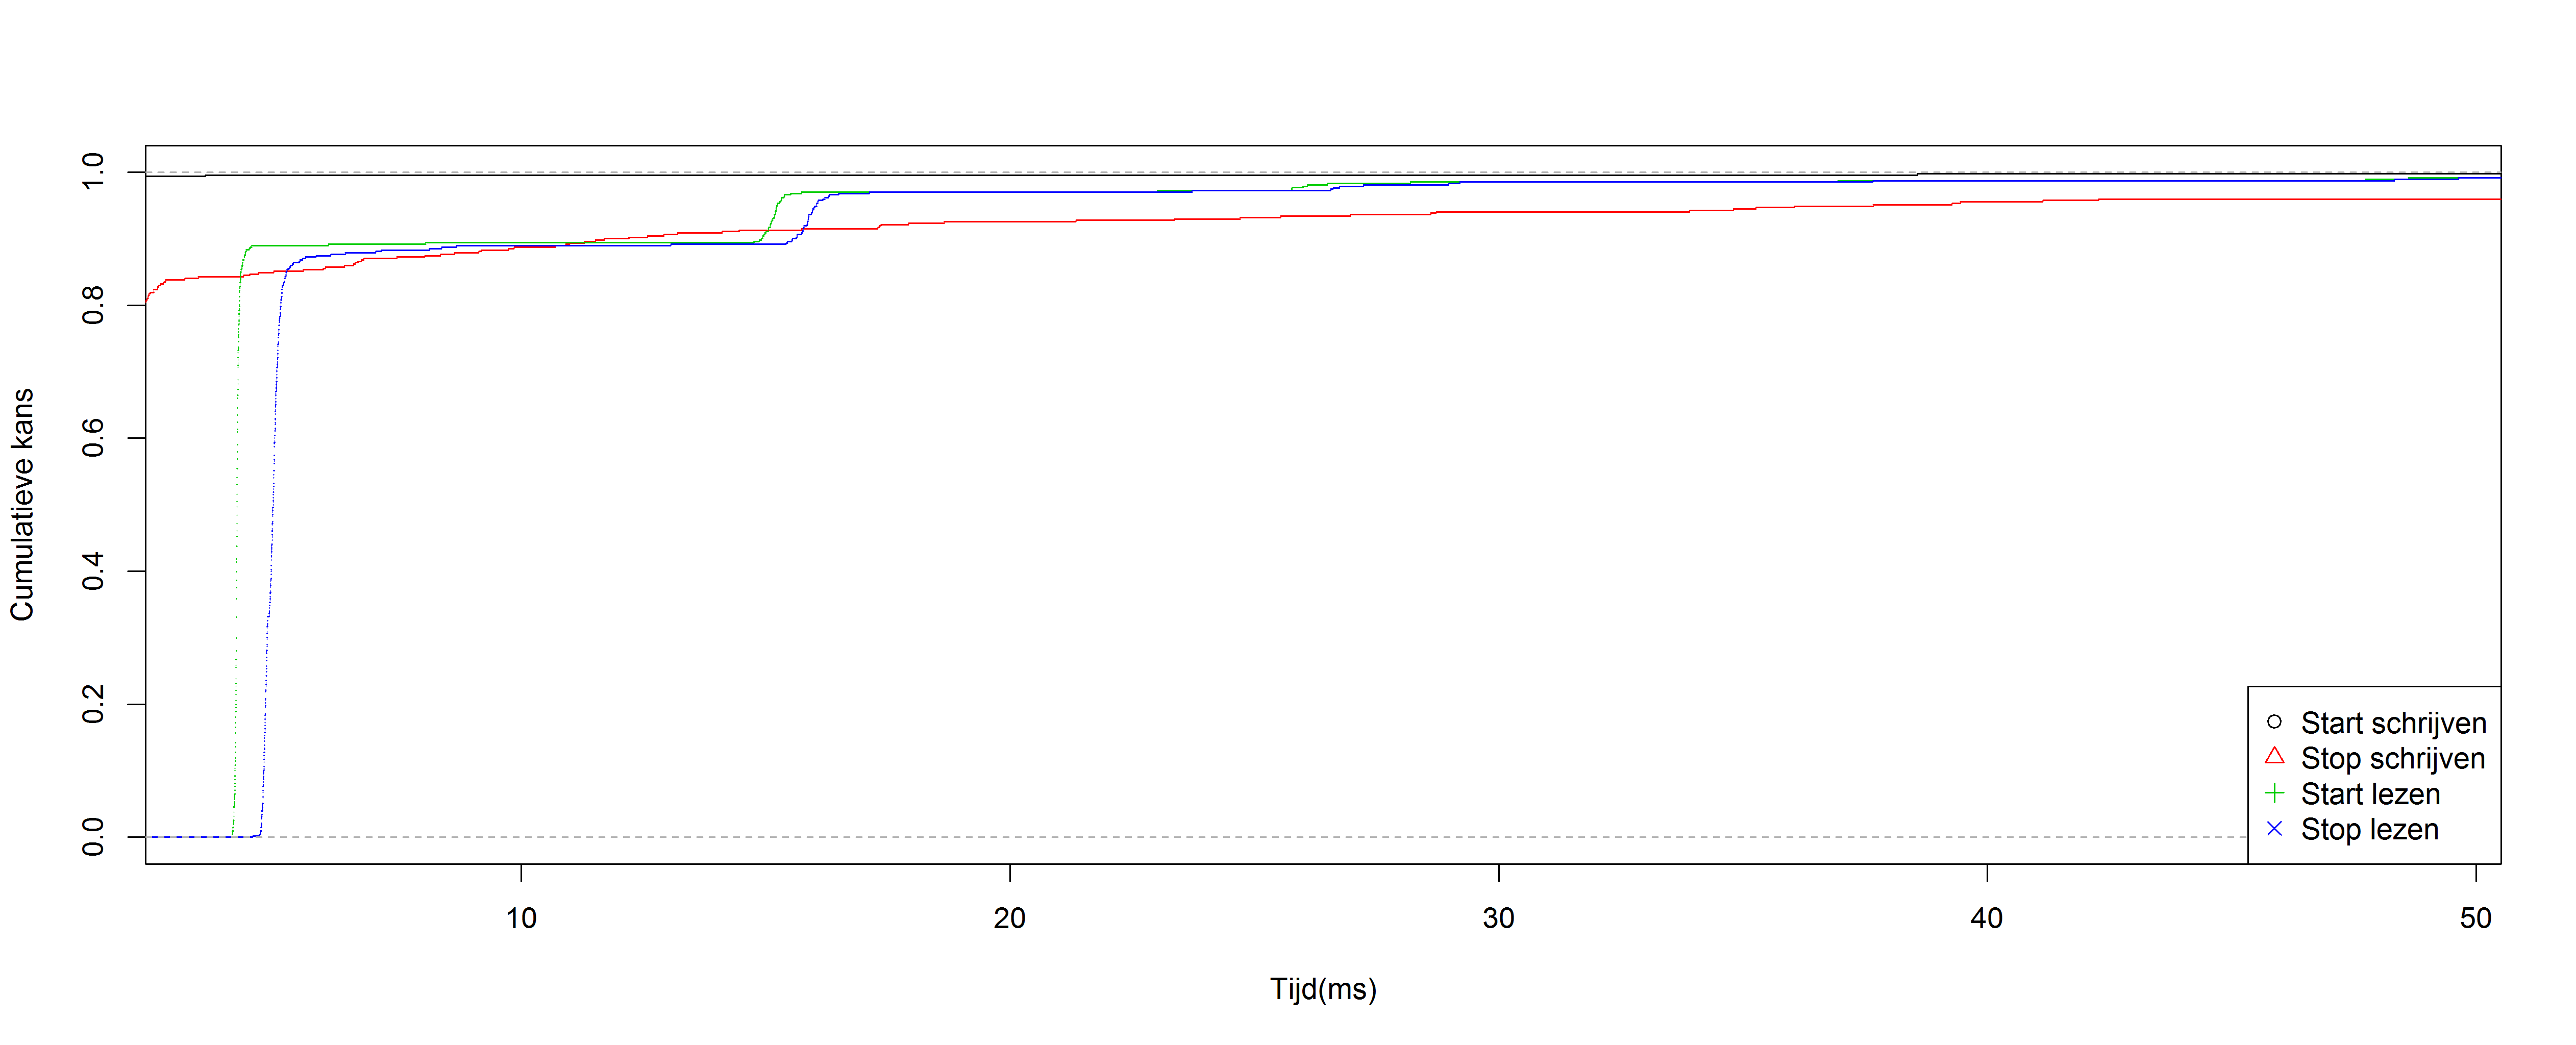 Cumulatieve kans
1.0
0.8
0.6
0.4
0.2
0.0
Start schrijven
Stop schrijven
Start lezen
Stop lezen
10 20 30 40 50
Tijd(ms)